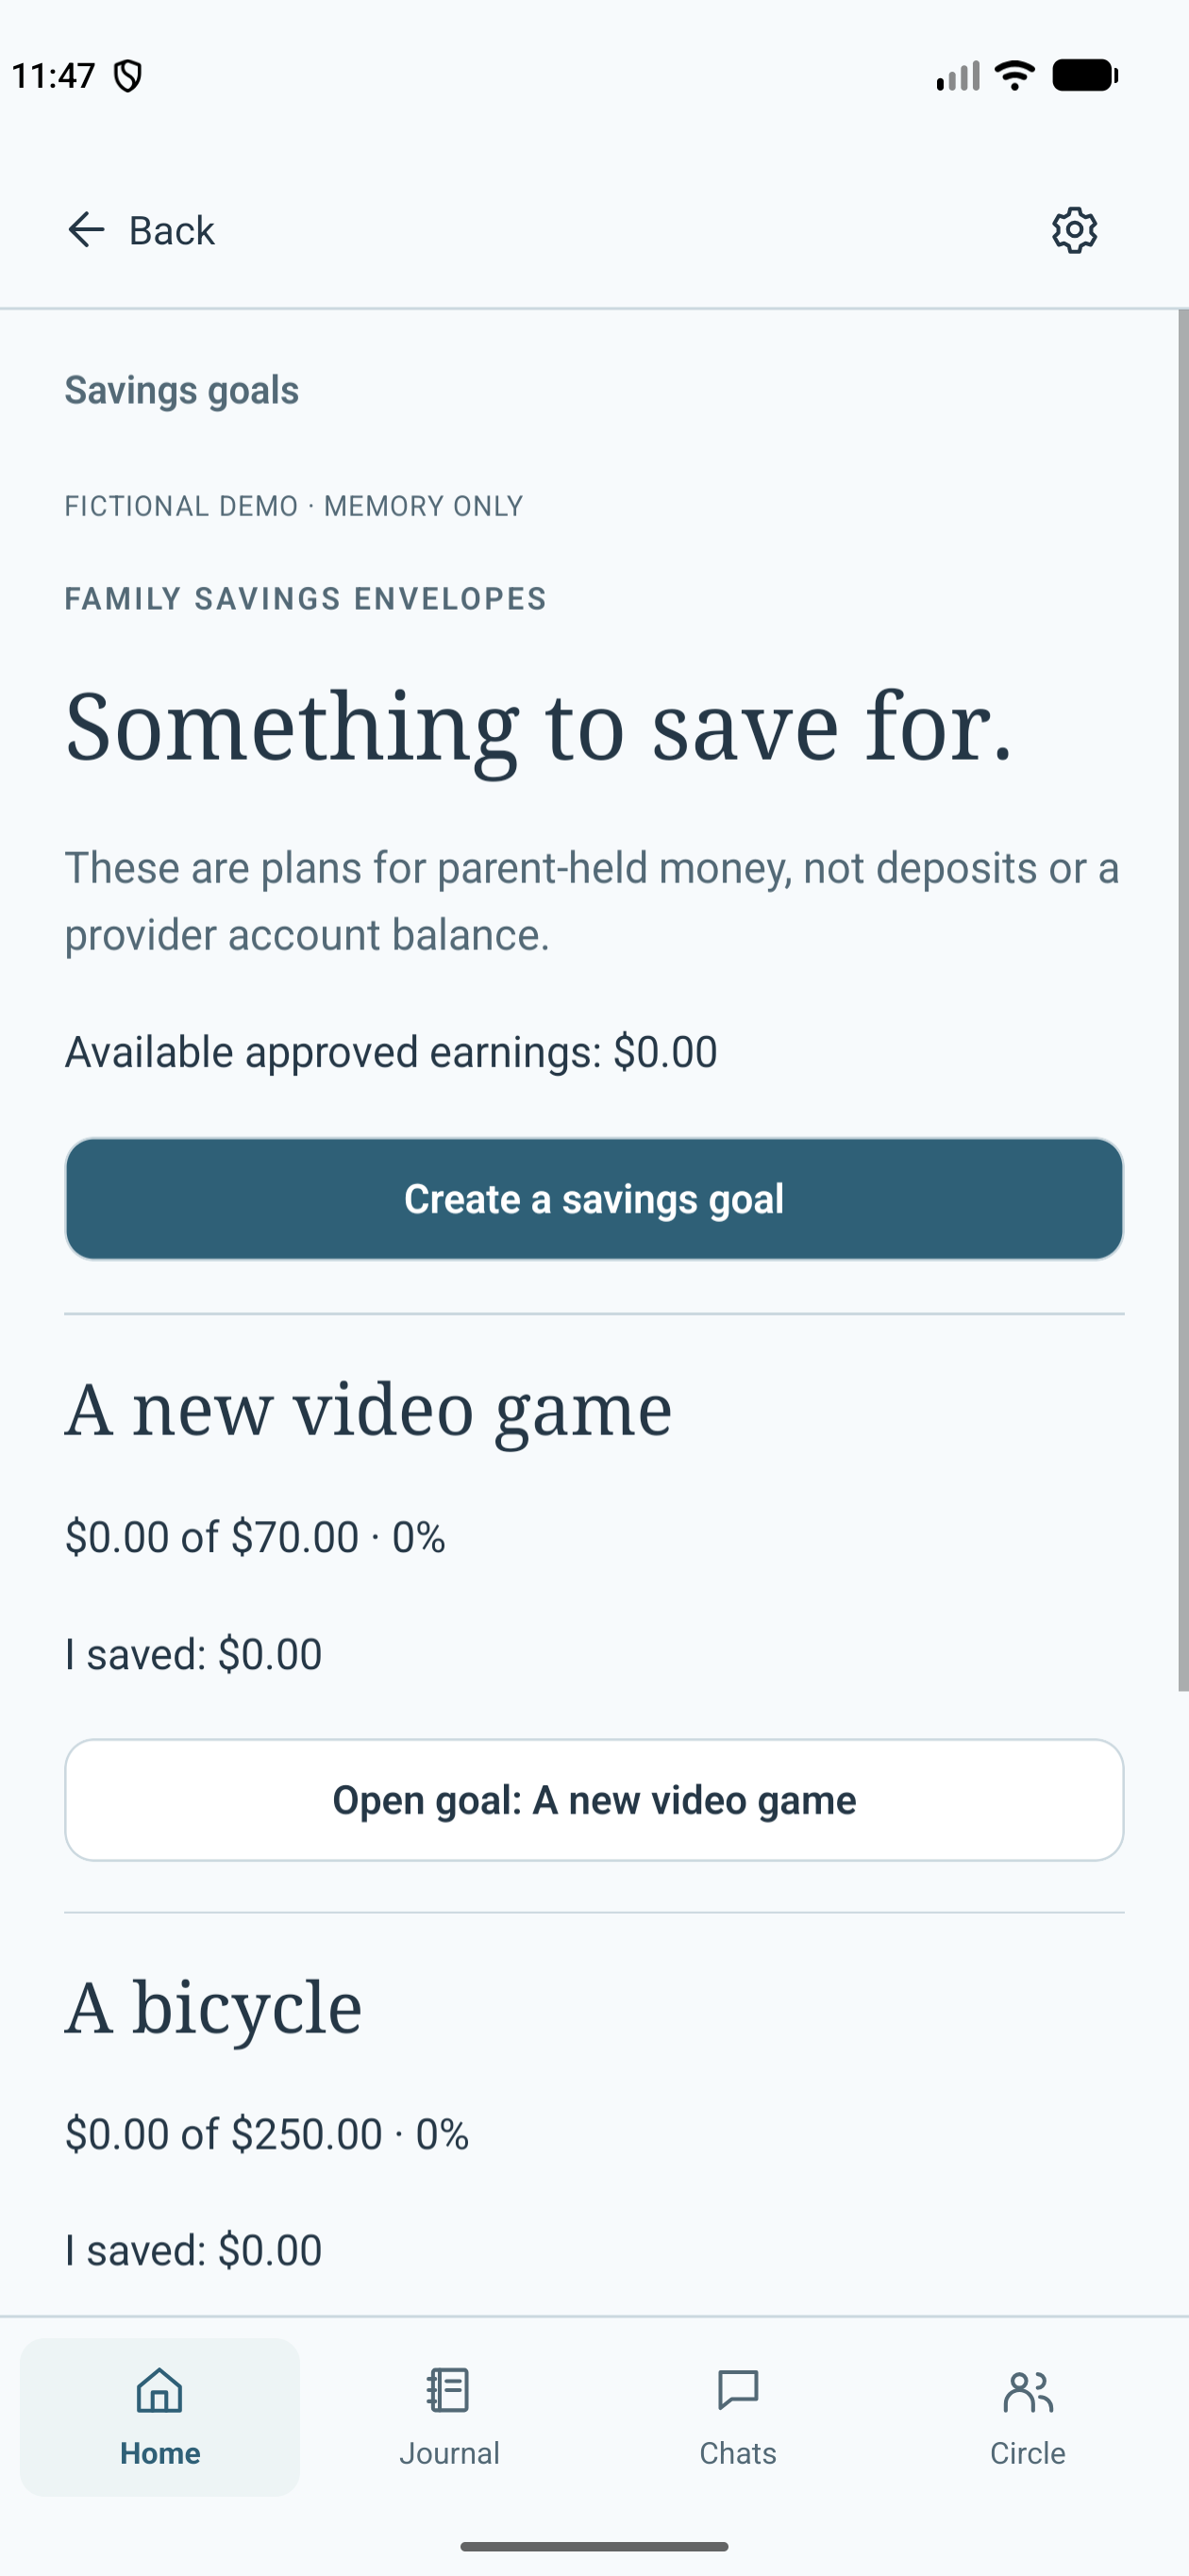 11:47
Back
Savings goals
FICTIONAL DEMO · MEMORY ONLY
FAMILY SAVINGS ENVELOPES
Something to save for.
These are plans for parent-held money, not deposits or a
provider account balance.
Available approved earnings: $0.00
Create a savings goal
A new video game
$0.00 of $70.00 · 0%
I saved: $0.00
Open goal: A new video game
A bicycle
$0.00 of $250.00 · 0%
I saved: $0.00
Home
Journal
Chats
Circle